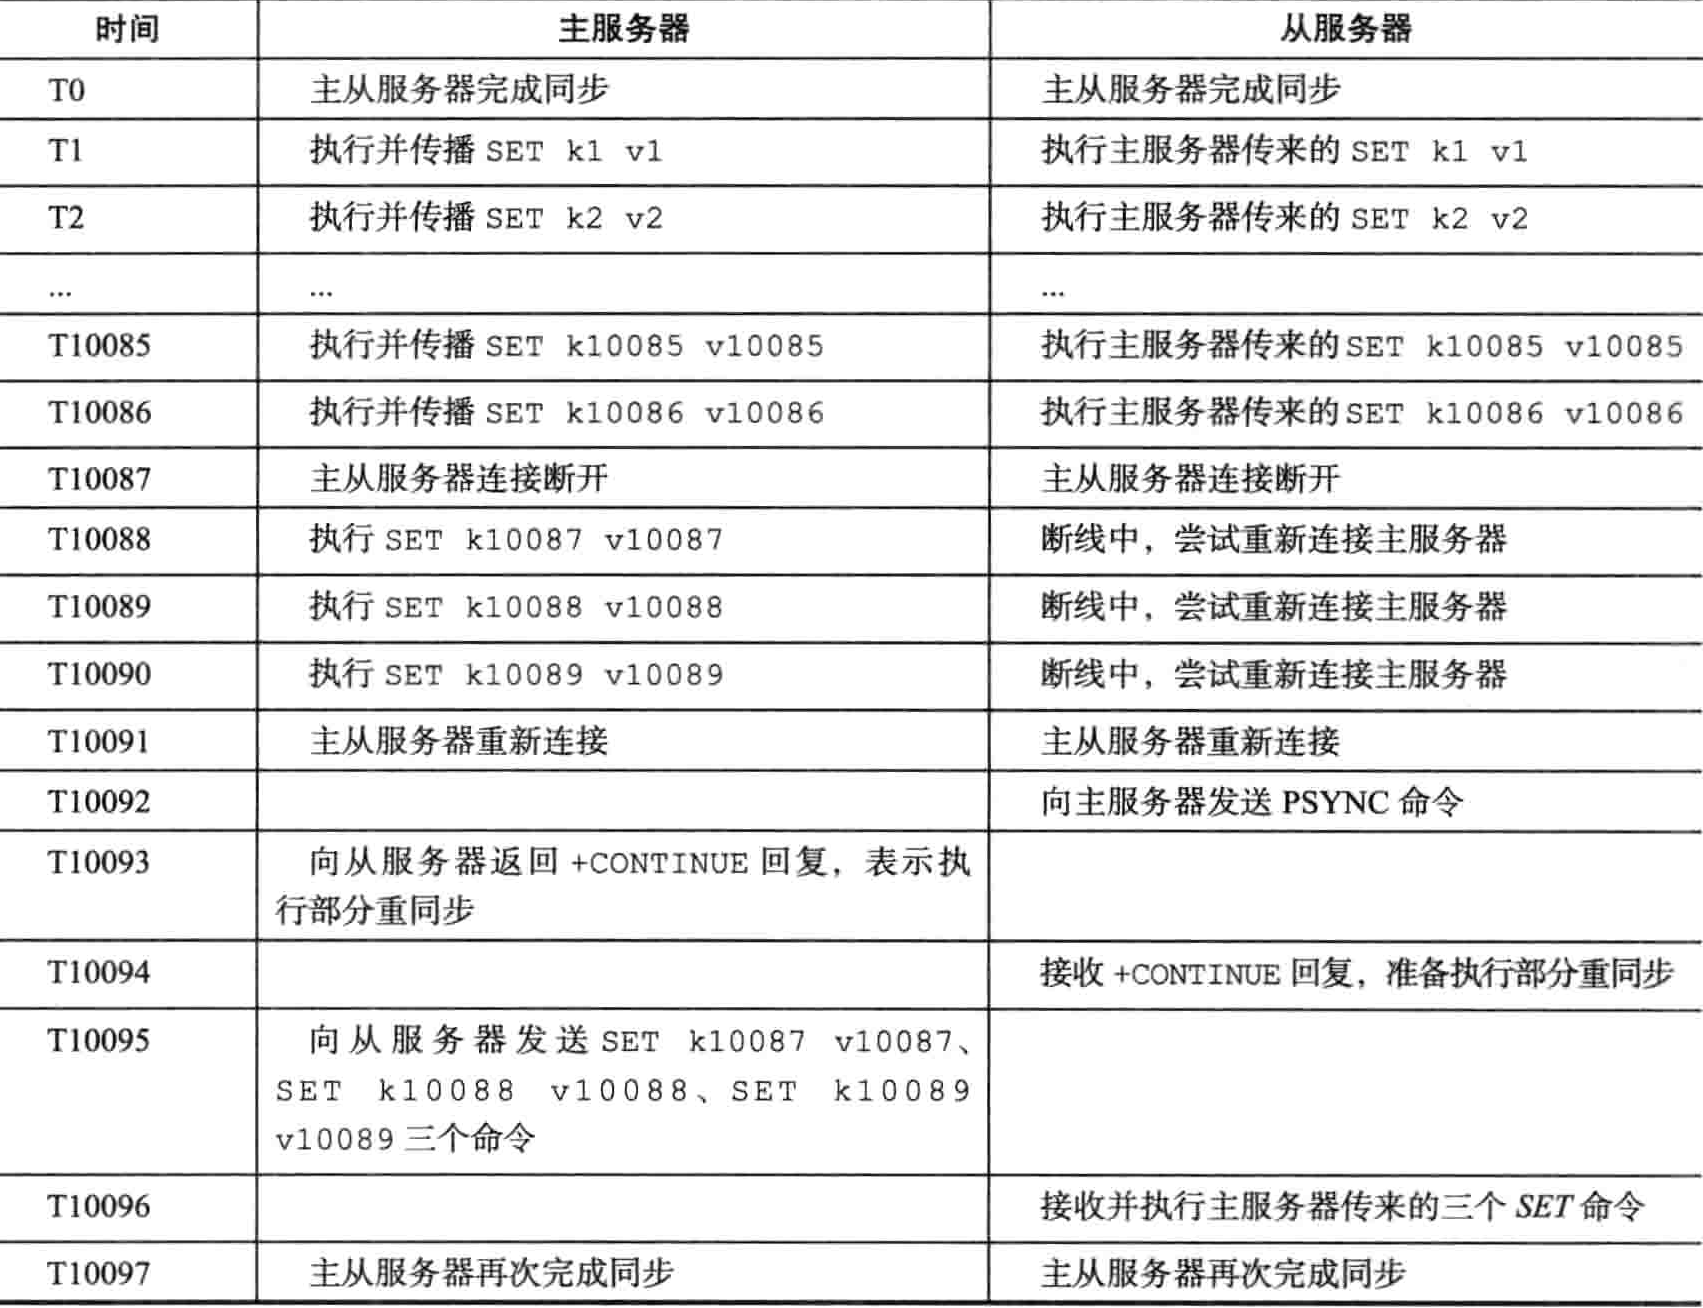 时间 主服务器 从服务器
T0 主从服务器完成同步 主从服务器完成同步
T1 执行并传播 SET k1 v1 执行主服务器传来的 SET k1 v1
T2 执行并传播 SET k2 v2 执行主服务器传来的 SET k2 v2
... ... ...
T10085 执行并传播 SET k10085 v10085 执行主服务器传来的 SET k10085 v10085
T10086 执行并传播 SET k10086 v10086 执行主服务器传来的 SET k10086 v10086
T10087 主从服务器连接断开 主从服务器连接断开
T10088 执行 SET k10087 v10087 断线中，尝试重新连接主服务器
T10089 执行 SET k10088 v10088 断线中，尝试重新连接主服务器
T10090 执行 SET k10089 v10089 断线中，尝试重新连接主服务器
T10091 主从服务器重新连接 主从服务器重新连接
T10092 向主服务器发送 PSYNC 命令
T10093 向从服务器返回 +CONTINUE 回复，表示执
行部分重同步
T10094 接收 +CONTINUE 回复，准备执行部分重同步
T10095 向从服务器发送 SET k10087 v10087、
SET k10088 v10088、SET k10089
v10089 三个命令
T10096 接收并执行主服务器传来的三个 SET 命令
T10097 主从服务器再次完成同步 主从服务器再次完成同步